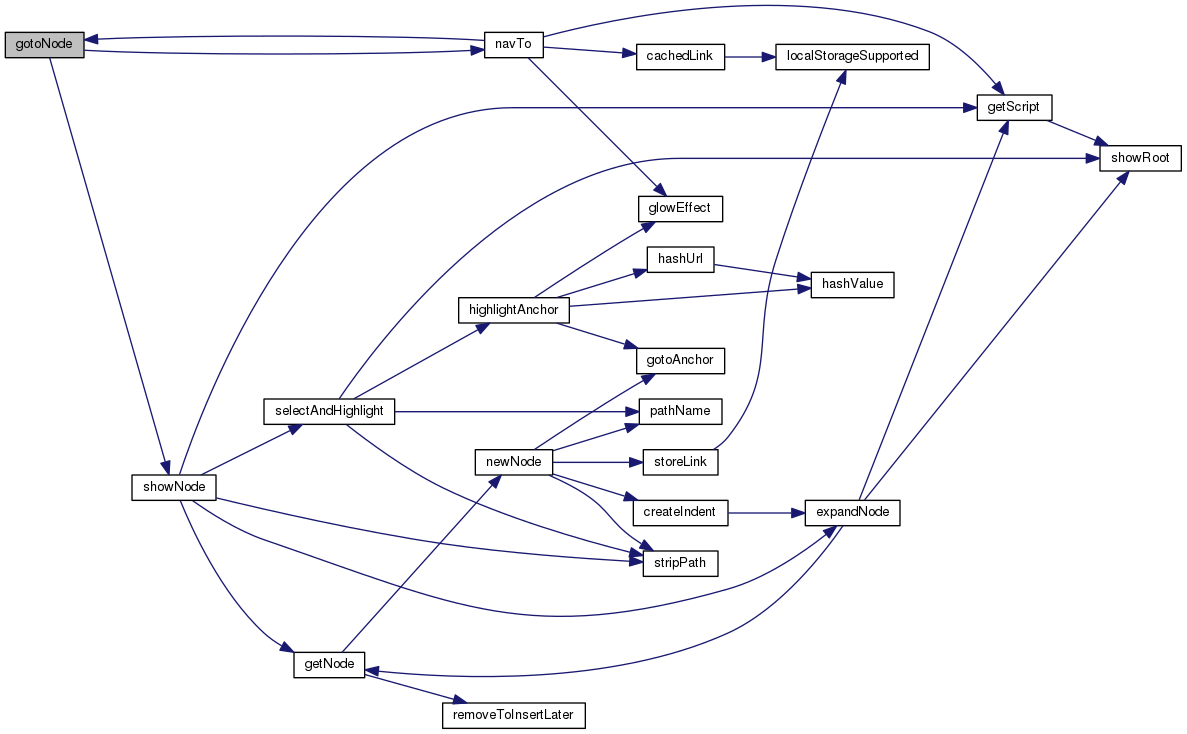 gotoNode
navTo
cachedLink
localStorageSupported
getScript
showRoot
glowEffect
hashUrl
hashValue
highlightAnchor
gotoAnchor
selectAndHighlight
pathName
newNode
storeLink
showNode
createIndent
expandNode
stripPath
getNode
removeToInsertLater